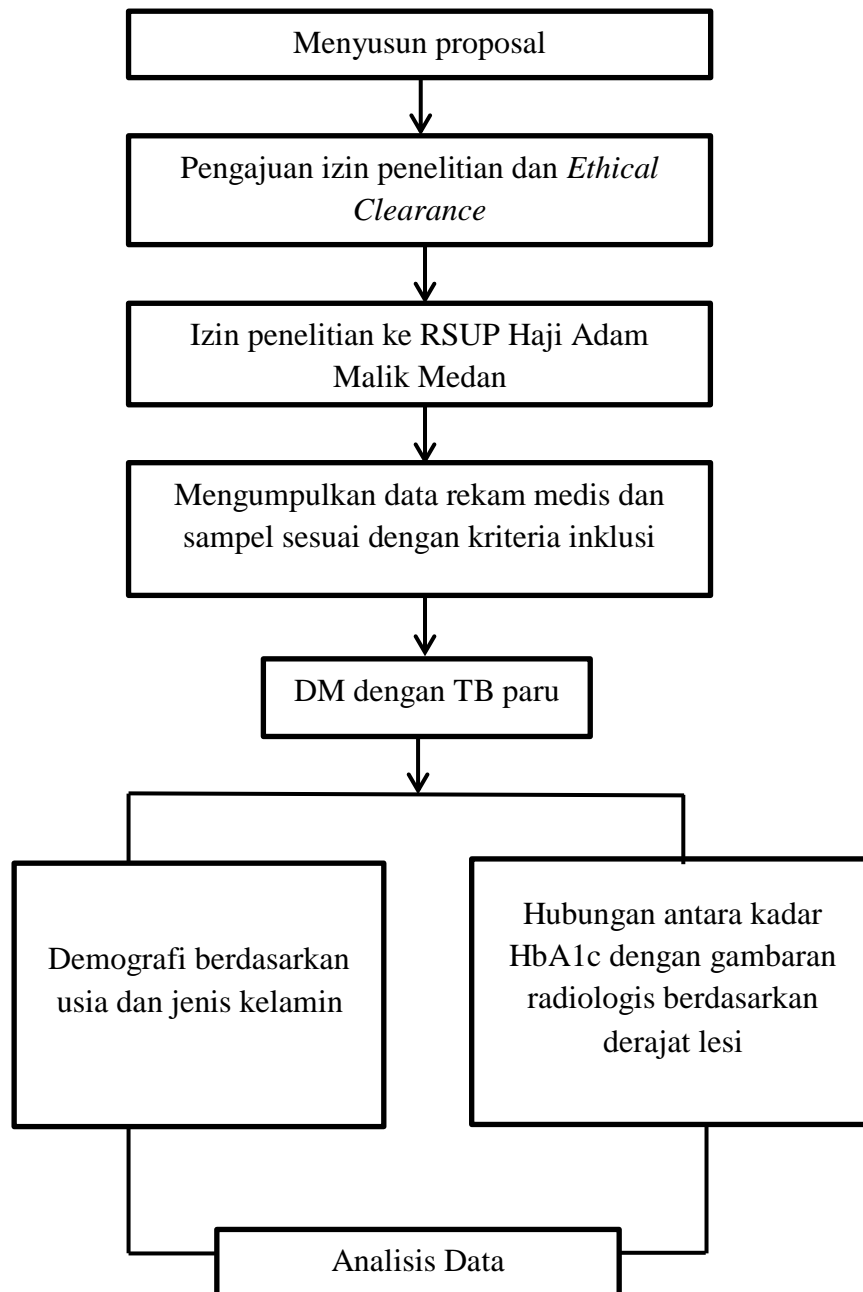 Menyusun proposal
Pengajuan izin penelitian dan Ethical
Clearance
Izin penelitian ke RSUP Haji Adam
Malik Medan
Mengumpulkan data rekam medis dan
sampel sesuai dengan kriteria inklusi
DM dengan TB paru
Demografi berdasarkan
usia dan jenis kelamin
Hubungan antara kadar
HbA1c dengan gambaran
radiologis berdasarkan
derajat lesi
Analisis Data